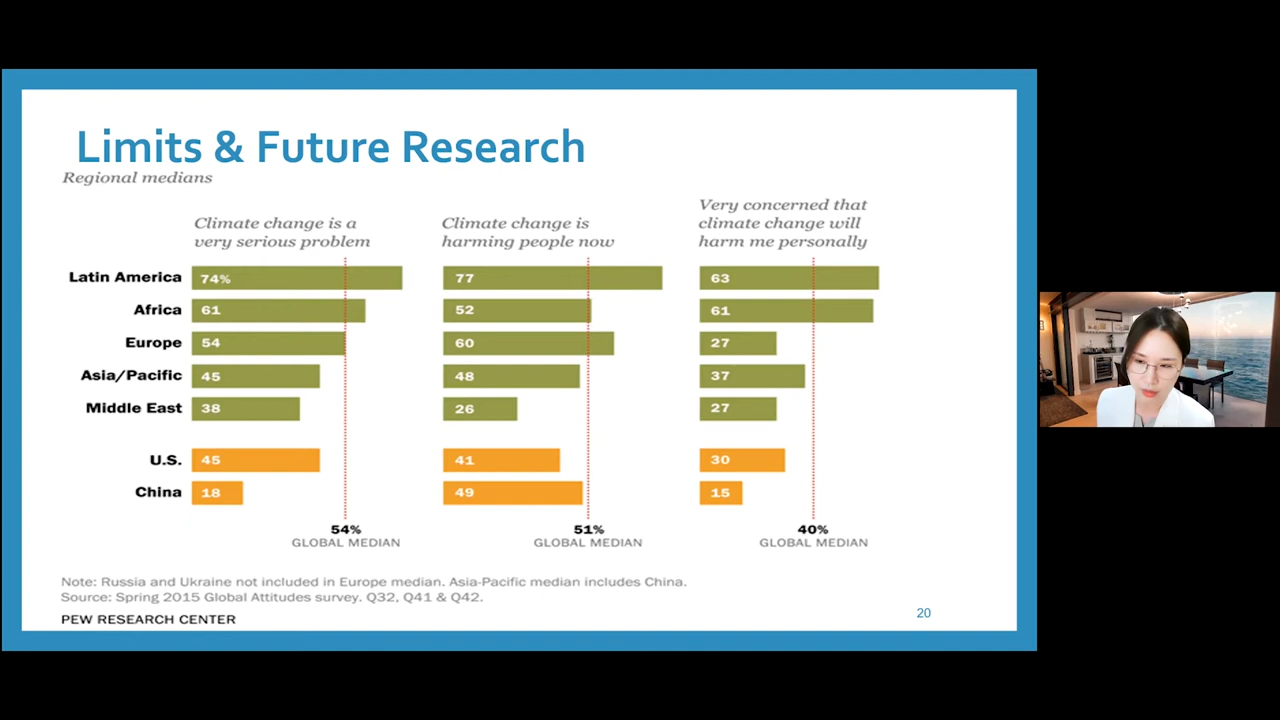 Limits & Future Research
Regional medians
Climate change is a
very serious problem
Climate change is
harming people now
Very concerned that
climate change will
harm me personally
Latin America 74% 77 63
Africa 61 52 61
Europe 54 60 27
Asia/Pacific 45 48 37
Middle East 38 26 27
U.S. 45 41 30
China 18 49 15
54% 51% 40%
GLOBAL MEDIAN GLOBAL MEDIAN GLOBAL MEDIAN
Note: Russia and Ukraine not included in Europe median. Asia-Pacific median includes China.
Source: Spring 2015 Global Attitudes survey. Q32, Q41 & Q42.
PEW RESEARCH CENTER
20